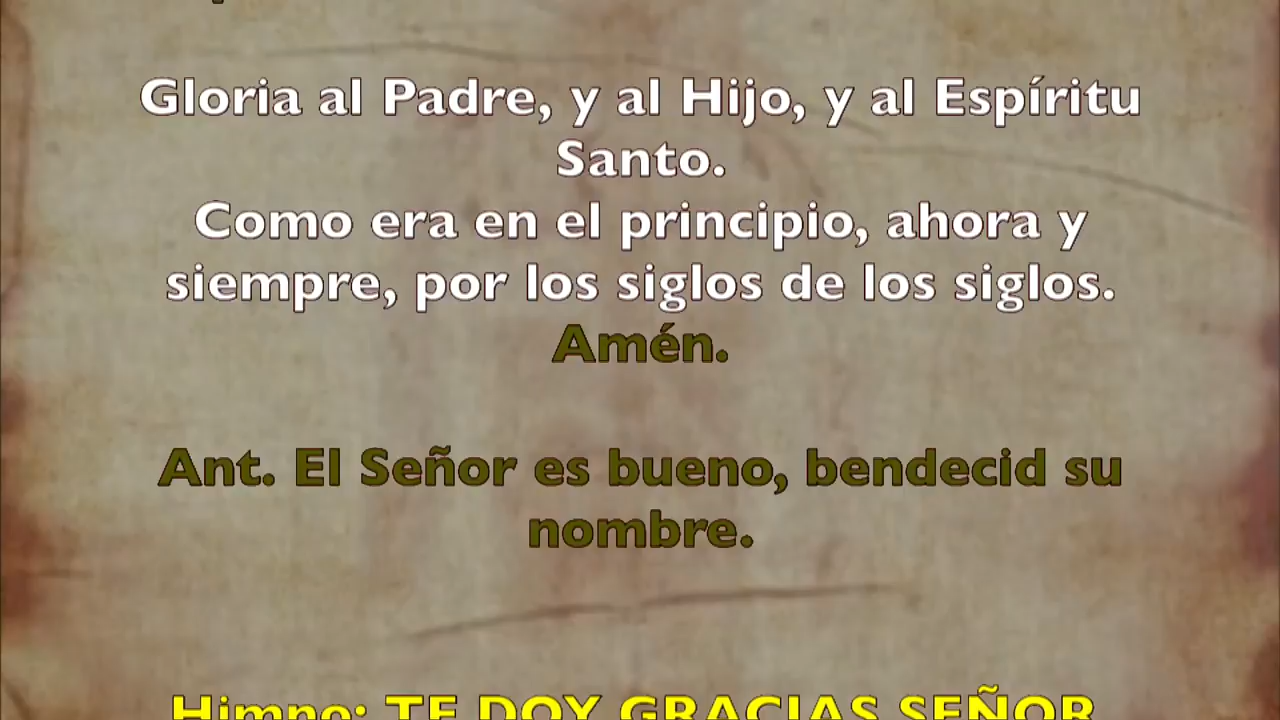 Gloria al Padre, y al Hijo, y al Espíritu
Santo.
Como era en el principio, ahora y
siempre, por los siglos de los siglos.
Amén.
Ant. El Señor es bueno, bendecid su
nombre.
Himno: TE DOY GRACIAS SEÑOR